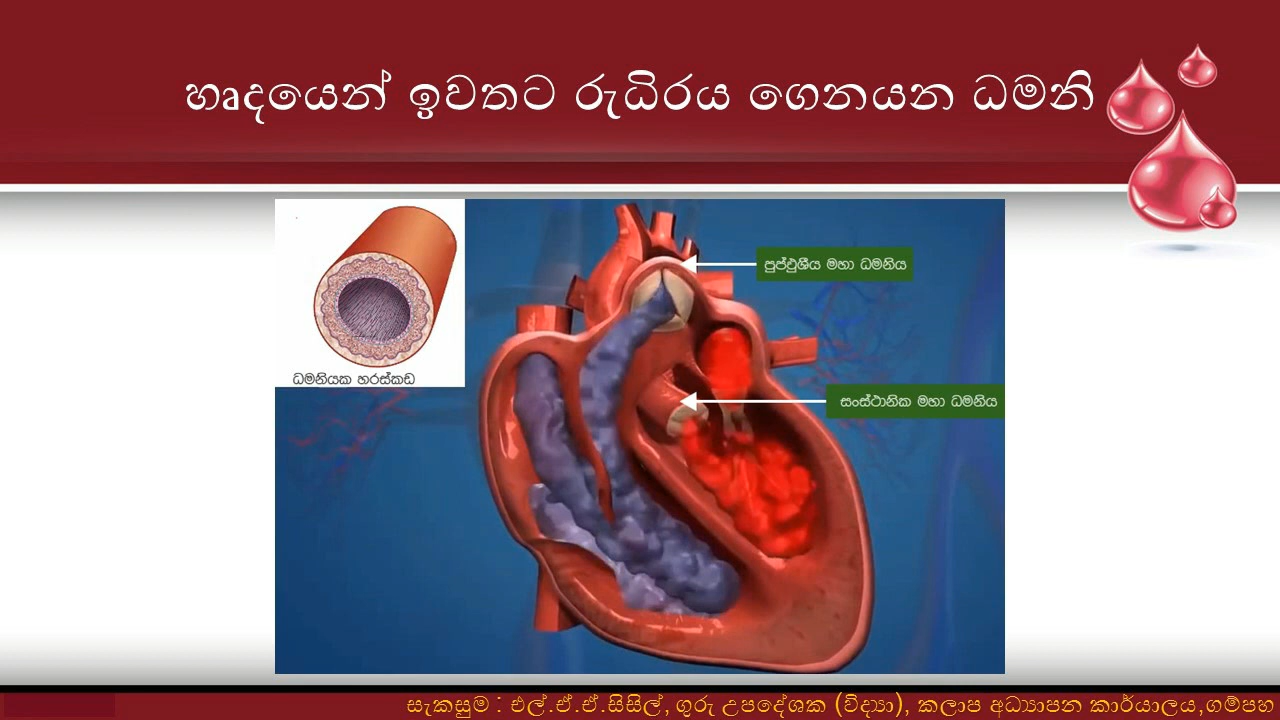 හෘදයෙන් ඉවතට රුධිරය ගෙනයන ධමනි
පුප්ඵුශීය මහා ධමනිය
ධමනියක හරස්කඩ
සංස්ථානික මහා ධමනිය
සැකසුම : එල්.ඒ.ඒ.සිසිල්, ගුරු උපදේශක (විද්‍යා), කලාප අධ්‍යාපන කාර්යාලය,ගම්පහ